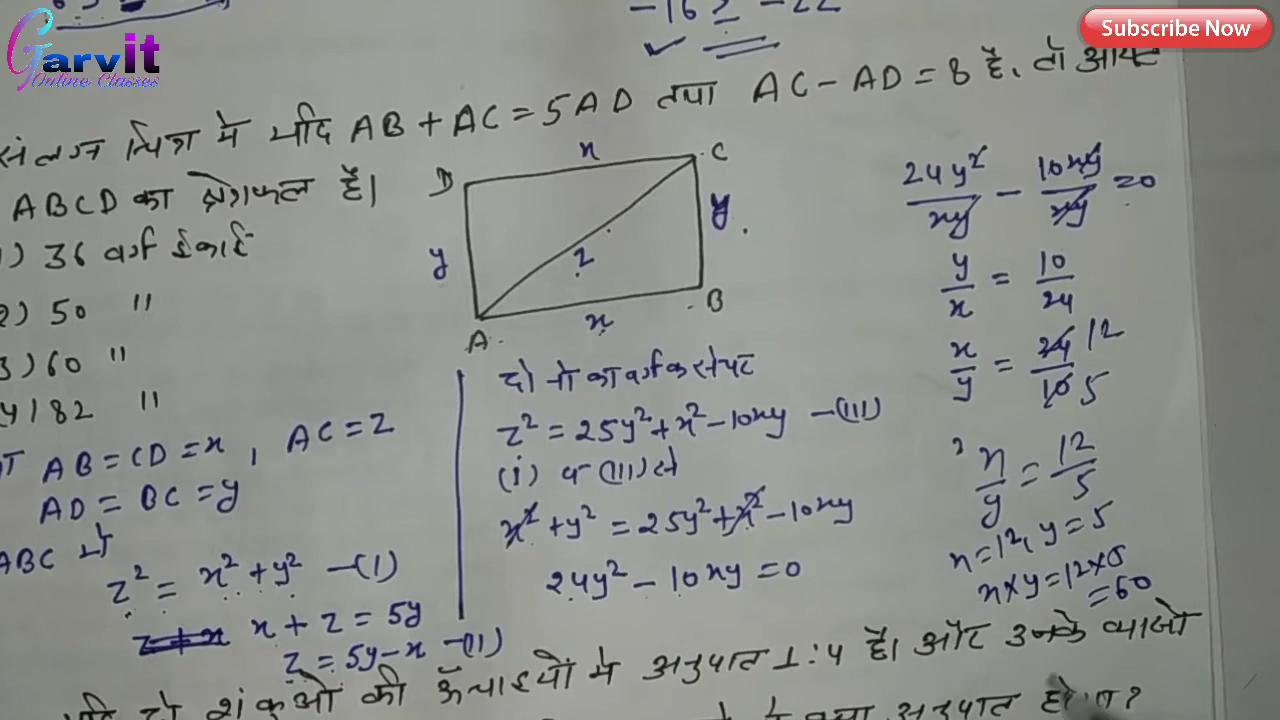 -16 ≥ -22
Garvit
Online Classes
Subscribe Now
संलग्न चित्र में यदि AB + AC = 5AD तथा AC - AD = 8 है, तो आयत
ABCD का क्षेत्रफल है।
1) 36 वर्ग इकाई
2) 50 "
3) 60 "
4) 82 "
D
x
C
y
z
y
A
x
B
AB = CD = x, AC = z
AD = BC = y
ABC में
z² = x² + y² -(I)
x + z = 5y
z = 5y - x -(II)
दोनों का वर्ग करने पर
z² = 25y² + x² - 10xy -(III)
(i) व (III) से
x² + y² = 25y² + x² - 10xy
24y² - 10xy = 0
24y²/xy - 10xy/xy = 0
y/x = 10/24
x/y = 24/10 12 5
x/y = 12/5
x = 12, y = 5
x × y = 12 × 5
= 60
यदि दो शंकुओं की ऊँचाइयों में अनुपात 1:4 है। और उनके व्यासों
क्या अनुपात होगा?